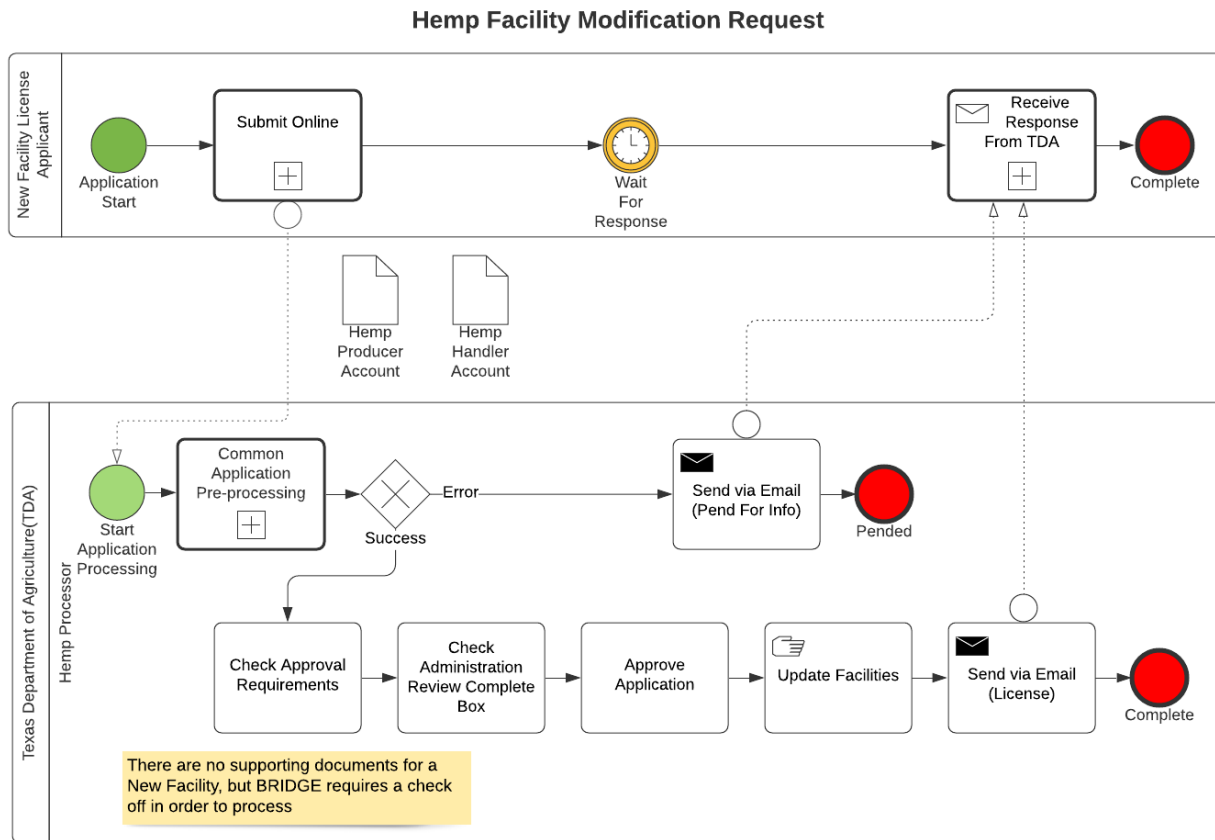 Hemp Facility Modification Request
New Facility License
Applicant
Application
Start
Submit Online
Wait
For
Response
Receive
Response
From TDA
Complete
Hemp
Producer
Account
Hemp
Handler
Account
Texas Department of Agriculture(TDA)
Hemp Processor
Start
Application
Processing
Common
Application
Pre-processing
Error
Success
Send via Email
(Pend For Info)
Pended
Check Approval
Requirements
Check
Administration
Review Complete
Box
Approve
Application
Update Facilities
Send via Email
(License)
Complete
There are no supporting documents for a
New Facility, but BRIDGE requires a check
off in order to process